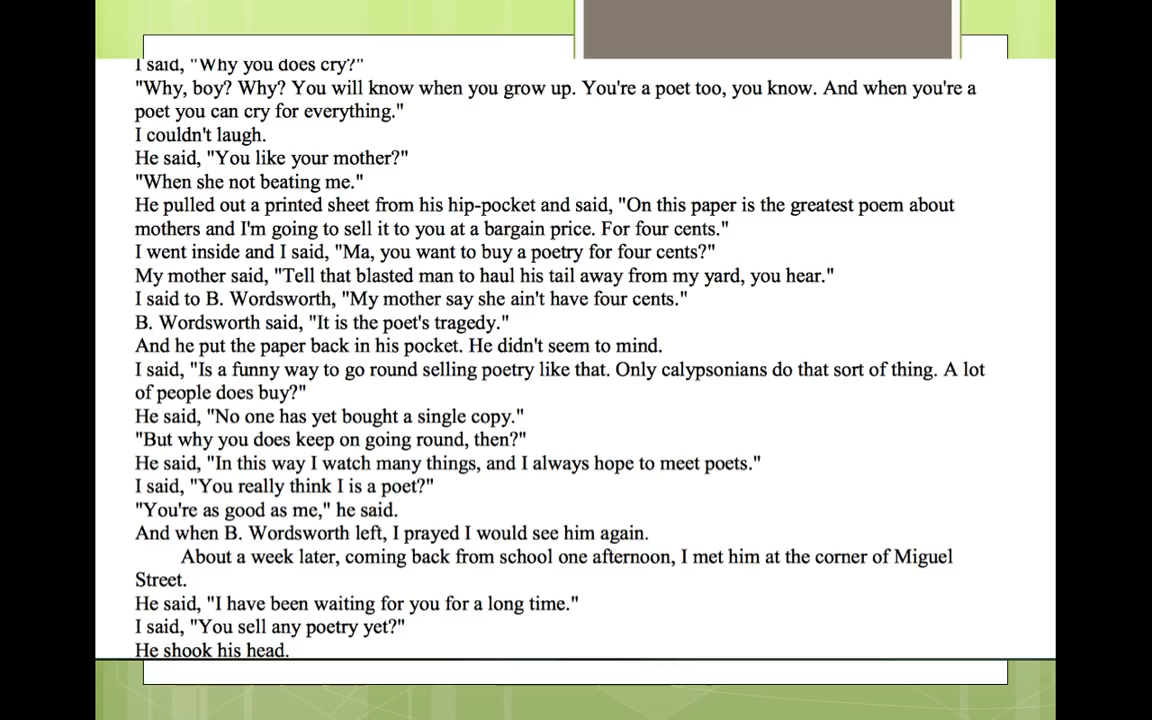 I said, "Why you does cry?"
"Why, boy? Why? You will know when you grow up. You're a poet too, you know. And when you're a
poet you can cry for everything."
I couldn't laugh.
He said, "You like your mother?"
"When she not beating me."
He pulled out a printed sheet from his hip-pocket and said, "On this paper is the greatest poem about
mothers and I'm going to sell it to you at a bargain price. For four cents."
I went inside and I said, "Ma, you want to buy a poetry for four cents?"
My mother said, "Tell that blasted man to haul his tail away from my yard, you hear."
I said to B. Wordsworth, "My mother say she ain't have four cents."
B. Wordsworth said, "It is the poet's tragedy."
And he put the paper back in his pocket. He didn't seem to mind.
I said, "Is a funny way to go round selling poetry like that. Only calypsonians do that sort of thing. A lot
of people does buy?"
He said, "No one has yet bought a single copy."
"But why you does keep on going round, then?"
He said, "In this way I watch many things, and I always hope to meet poets."
I said, "You really think I is a poet?"
"You're as good as me," he said.
And when B. Wordsworth left, I prayed I would see him again.
About a week later, coming back from school one afternoon, I met him at the corner of Miguel
Street.
He said, "I have been waiting for you for a long time."
I said, "You sell any poetry yet?"
He shook his head.